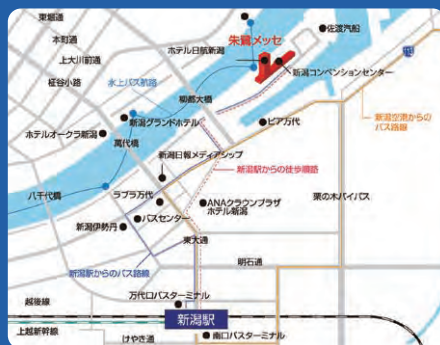 東堀通
本町通
上大川前通
柾谷小路
水上バス航路
ホテル日航新潟
朱鷺メッセ
佐渡汽船
新潟コンベンションセンター
柳都大橋
新潟グランドホテル
ホテルオークラ新潟
萬代橋
ピア万代
新潟空港からの
バス路線
新潟日報メディアシップ
新潟駅からの徒歩順路
八千代橋
ラブラ万代
栗の木バイパス
バスセンター
ANAクラウンプラザ
ホテル新潟
新潟伊勢丹
東大通
明石通
新潟駅からのバス路線
越後線
万代口バスターミナル
新潟駅
上越新幹線
けやき通
南口バスターミナル